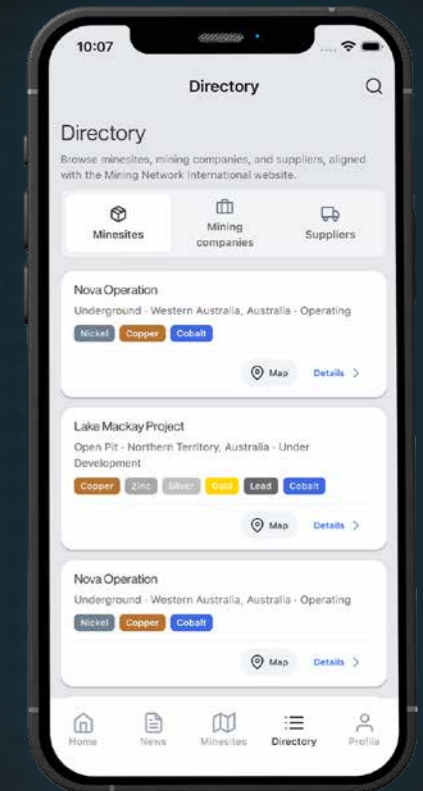 10:07
Directory
Directory
Browse minesites, mining companies, and suppliers, aligned
with the Mining Network International website.
Minesites
Mining
companies
Suppliers
Nova Operation
Underground · Western Australia, Australia · Operating
Nickel Copper Cobalt
Map Details >
Lake Mackay Project
Open Pit · Northern Territory, Australia · Under
Development
Copper Zinc Silver Gold Lead Cobalt
Map Details >
Nova Operation
Underground · Western Australia, Australia · Operating
Nickel Copper Cobalt
Map Details >
Home News Minesites Directory Profile